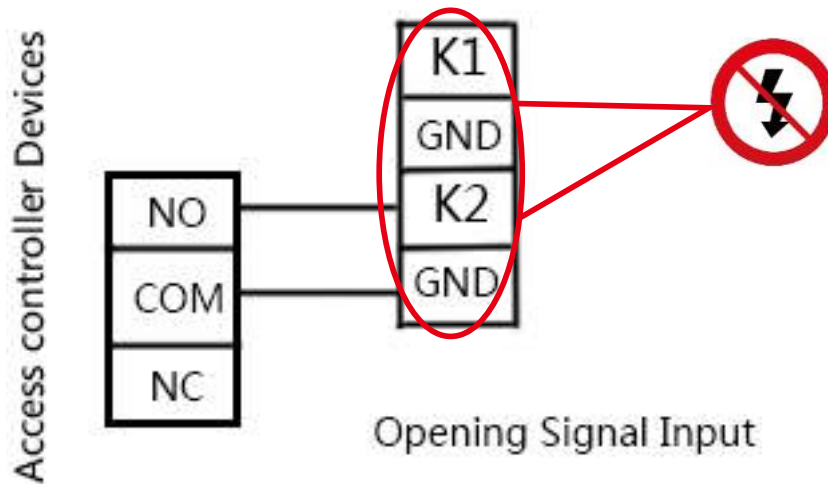 Access controller Devices
NO
COM
NC
K1
GND
K2
GND
Opening Signal Input